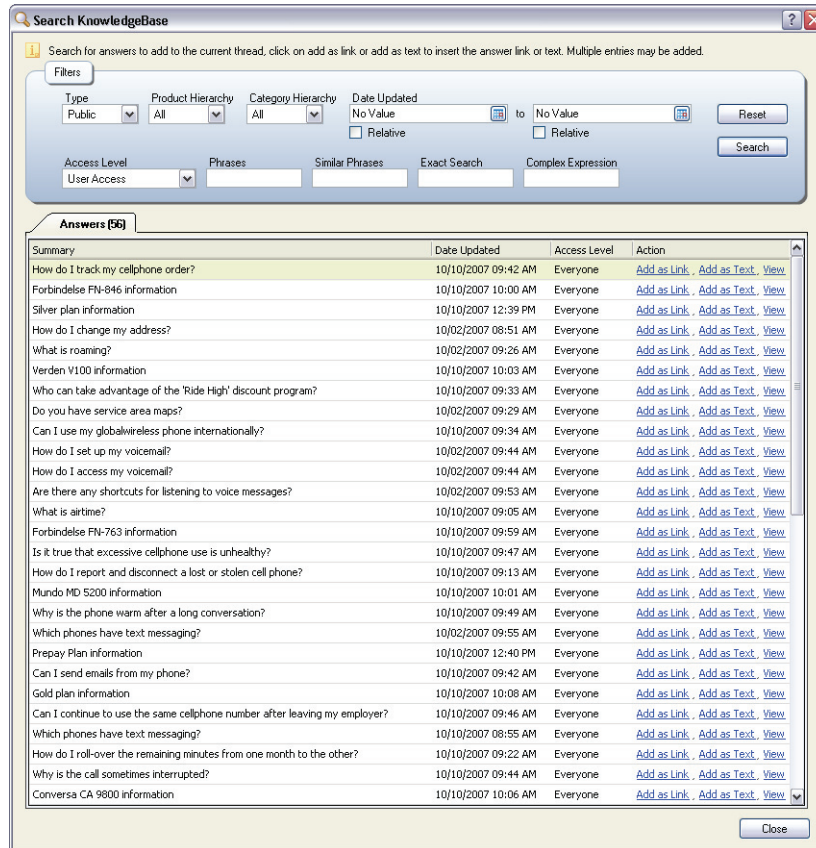 Search KnowledgeBase
Search for answers to add to the current thread, click on add as link or add as text to insert the answer link or text. Multiple entries may be added.
Filters
Type Product Hierarchy Category Hierarchy Date Updated
Public All All No Value to No Value Reset
Relative Relative
Search
Access Level Phrases Similar Phrases Exact Search Complex Expression
User Access
Answers (56)
Summary Date Updated Access Level Action
How do I track my cellphone order? 10/10/2007 09:42 AM Everyone Add as Link , Add as Text , View
Forbindelse FN-846 information 10/10/2007 10:00 AM Everyone Add as Link , Add as Text , View
Silver plan information 10/10/2007 12:39 PM Everyone Add as Link , Add as Text , View
How do I change my address? 10/02/2007 08:51 AM Everyone Add as Link , Add as Text , View
What is roaming? 10/02/2007 09:26 AM Everyone Add as Link , Add as Text , View
Verden V100 information 10/10/2007 10:03 AM Everyone Add as Link , Add as Text , View
Who can take advantage of the 'Ride High' discount program? 10/10/2007 09:33 AM Everyone Add as Link , Add as Text , View
Do you have service area maps? 10/02/2007 09:29 AM Everyone Add as Link , Add as Text , View
Can I use my globalwireless phone internationally? 10/10/2007 09:34 AM Everyone Add as Link , Add as Text , View
How do I set up my voicemail? 10/02/2007 09:44 AM Everyone Add as Link , Add as Text , View
How do I access my voicemail? 10/02/2007 09:44 AM Everyone Add as Link , Add as Text , View
Are there any shortcuts for listening to voice messages? 10/02/2007 09:53 AM Everyone Add as Link , Add as Text , View
What is airtime? 10/10/2007 09:05 AM Everyone Add as Link , Add as Text , View
Forbindelse FN-763 information 10/10/2007 09:59 AM Everyone Add as Link , Add as Text , View
Is it true that excessive cellphone use is unhealthy? 10/10/2007 09:47 AM Everyone Add as Link , Add as Text , View
How do I report and disconnect a lost or stolen cell phone? 10/10/2007 09:13 AM Everyone Add as Link , Add as Text , View
Mundo MD 5200 information 10/10/2007 10:01 AM Everyone Add as Link , Add as Text , View
Why is the phone warm after a long conversation? 10/10/2007 09:49 AM Everyone Add as Link , Add as Text , View
Which phones have text messaging? 10/02/2007 09:55 AM Everyone Add as Link , Add as Text , View
Prepay Plan information 10/10/2007 12:40 PM Everyone Add as Link , Add as Text , View
Can I send emails from my phone? 10/10/2007 09:42 AM Everyone Add as Link , Add as Text , View
Gold plan information 10/10/2007 10:08 AM Everyone Add as Link , Add as Text , View
Can I continue to use the same cellphone number after leaving my employer? 10/10/2007 09:46 AM Everyone Add as Link , Add as Text , View
Which phones have text messaging? 10/10/2007 08:55 AM Everyone Add as Link , Add as Text , View
How do I roll-over the remaining minutes from one month to the other? 10/10/2007 09:22 AM Everyone Add as Link , Add as Text , View
Why is the call sometimes interrupted? 10/10/2007 09:44 AM Everyone Add as Link , Add as Text , View
Conversa CA 9800 information 10/10/2007 10:06 AM Everyone Add as Link , Add as Text , View
Close